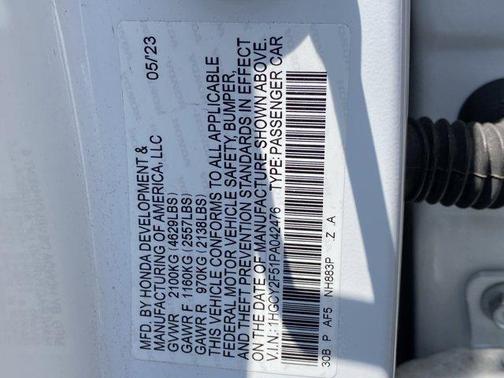 MFD. BY HONDA DEVELOPMENT & 05/23
MANUFACTURING OF AMERICA, LLC
GVWR 2100KG (4629LBS)
GAWR F 1160KG (2557LBS)
GAWR R 970KG (2138LBS)
THIS VEHICLE CONFORMS TO ALL APPLICABLE
FEDERAL MOTOR VEHICLE SAFETY, BUMPER,
AND THEFT PREVENTION STANDARDS IN EFFECT
ON THE DATE OF MANUFACTURE SHOWN ABOVE.
V.I.N.: 1HGCY2F51PA042476 TYPE: PASSENGER CAR
30B P AF5 NH883P .Z .A